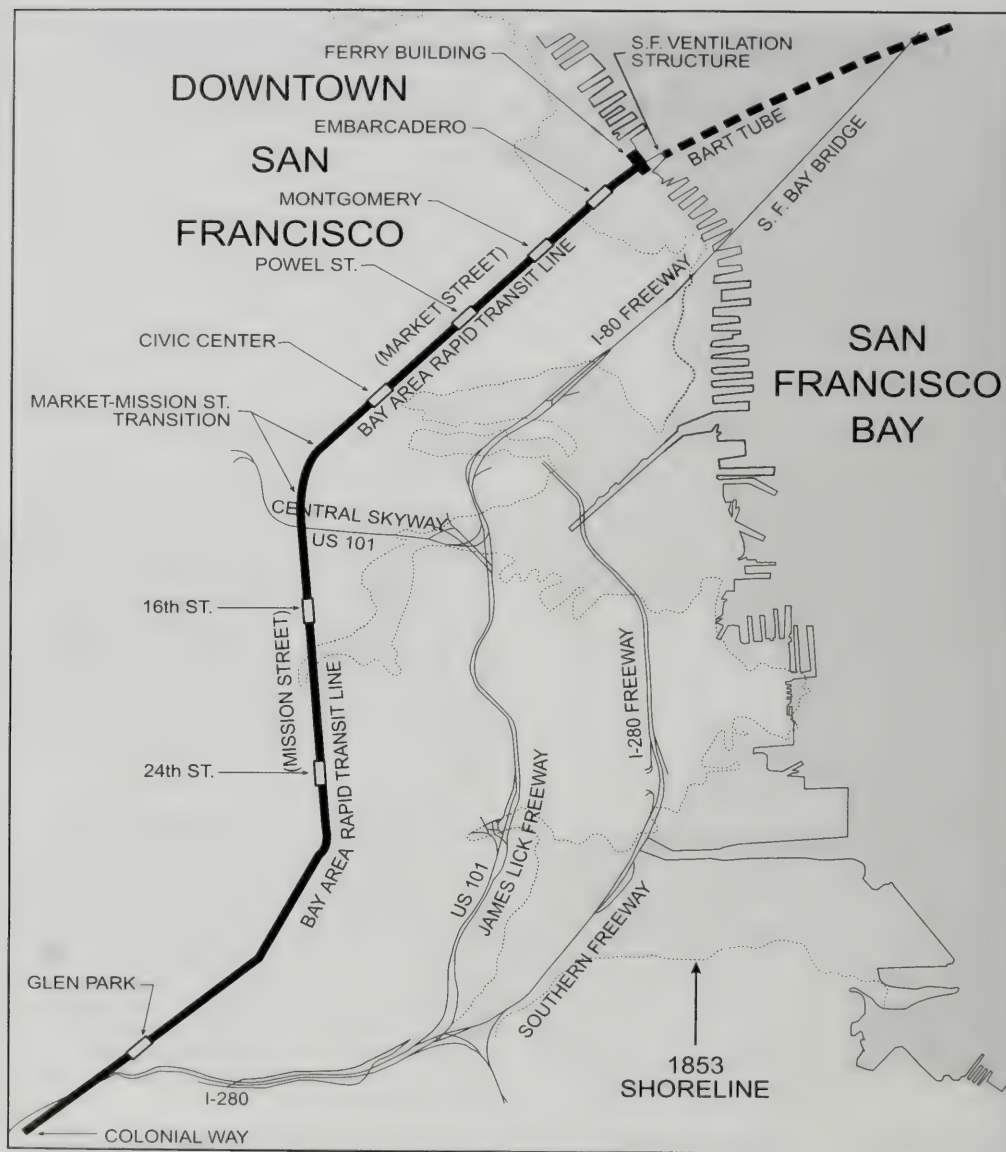 FERRY BUILDING
S.F. VENTILATION
STRUCTURE
DOWNTOWN
SAN
FRANCISCO
EMBARCADERO
BART TUBE
S. F. BAY BRIDGE
MONTGOMERY
POWEL ST.
(MARKET STREET)
BAY AREA RAPID TRANSIT LINE
I-80 FREEWAY
CIVIC CENTER
SAN
FRANCISCO
BAY
MARKET-MISSION ST.
TRANSITION
CENTRAL SKYWAY
US 101
16th ST.
(MISSION STREET)
BAY AREA RAPID TRANSIT LINE
I-280 FREEWAY
24th ST.
US 101
JAMES LICK FREEWAY
SOUTHERN FREEWAY
GLEN PARK
1853
SHORELINE
I-280
COLONIAL WAY